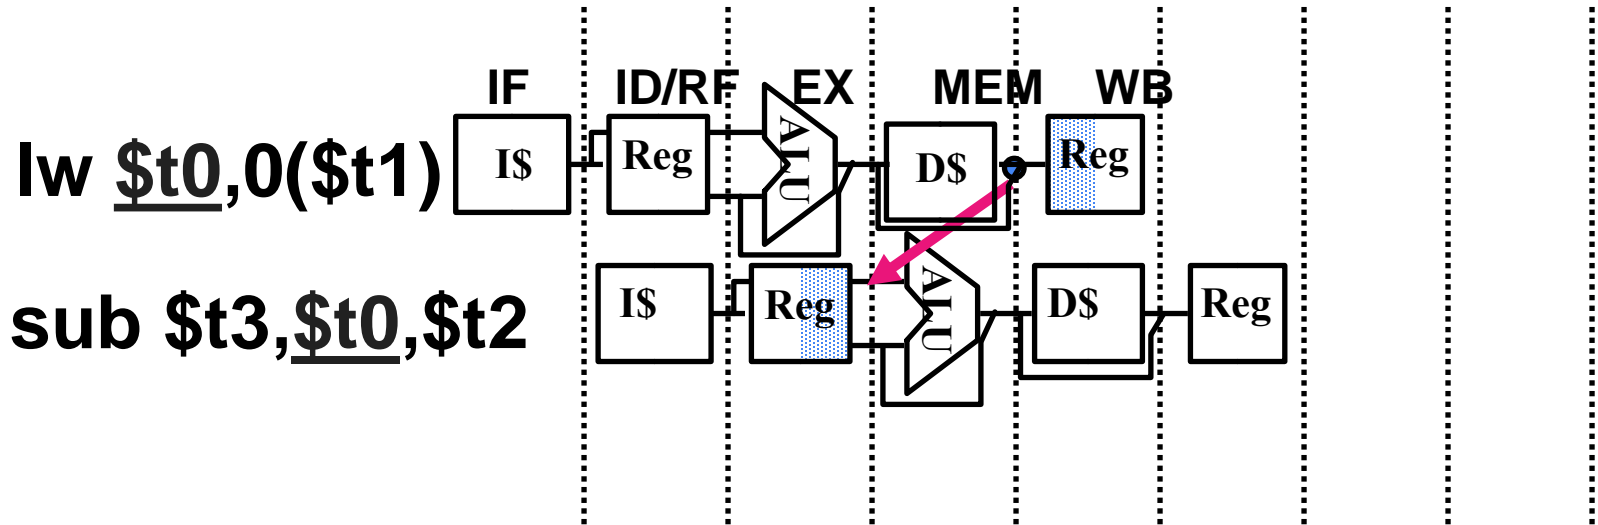 IF ID/RF EX MEM WB
lw $t0,0($t1) I$ Reg ALU D$ Reg
sub $t3,$t0,$t2 I$ Reg ALU D$ Reg